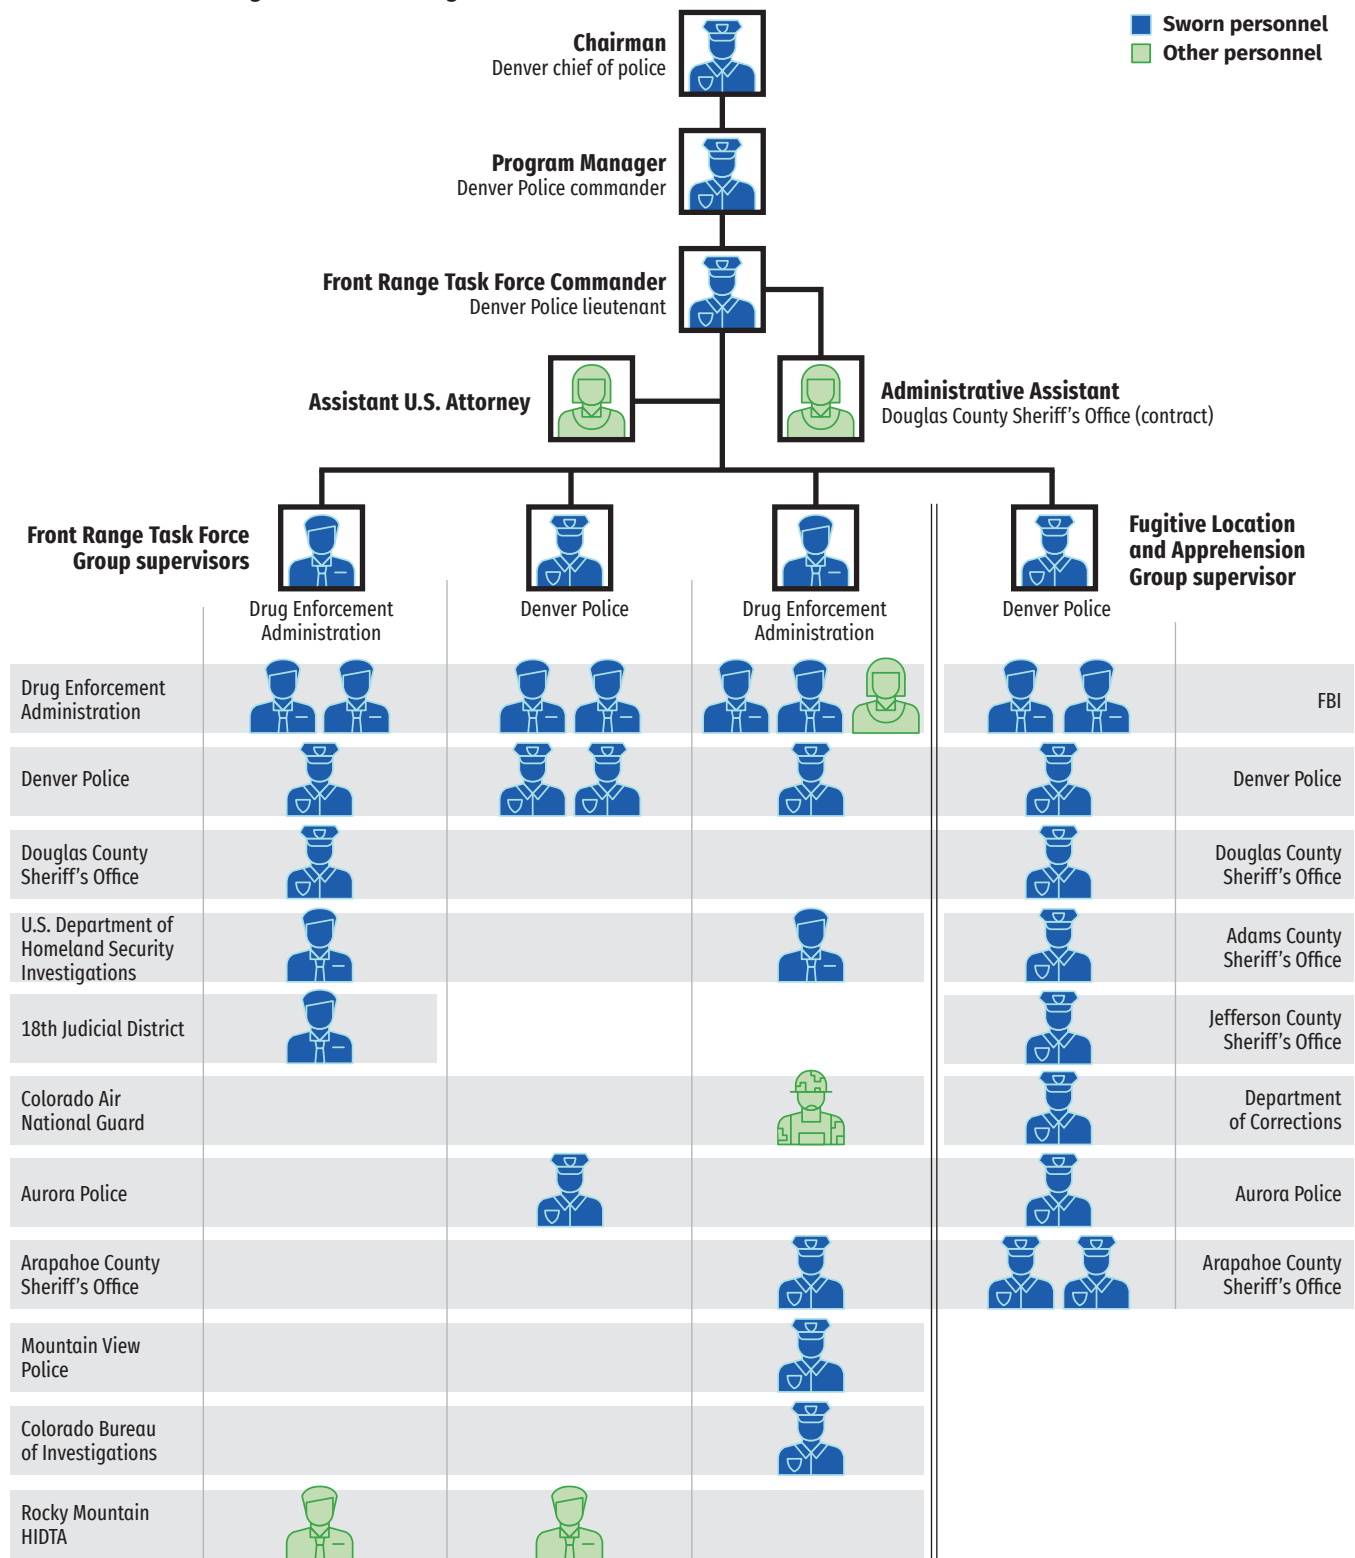 Sworn personnel
Other personnel
Chairman
Denver chief of police
Program Manager
Denver Police commander
Front Range Task Force Commander
Denver Police lieutenant
Assistant U.S. Attorney
Administrative Assistant
Douglas County Sheriff's Office (contract)
Front Range Task Force
Group supervisors
Fugitive Location
and Apprehension
Group supervisor
Drug Enforcement
Administration
Denver Police
Drug Enforcement
Administration
Denver Police
Drug Enforcement
Administration
FBI
Denver Police
Denver Police
Douglas County
Sheriff's Office
Douglas County
Sheriff's Office
U.S. Department of
Homeland Security
Investigations
Adams County
Sheriff's Office
18th Judicial District
Jefferson County
Sheriff's Office
Colorado Air
National Guard
Department
of Corrections
Aurora Police
Aurora Police
Arapahoe County
Sheriff's Office
Arapahoe County
Sheriff's Office
Mountain View
Police
Colorado Bureau
of Investigations
Rocky Mountain
HIDTA